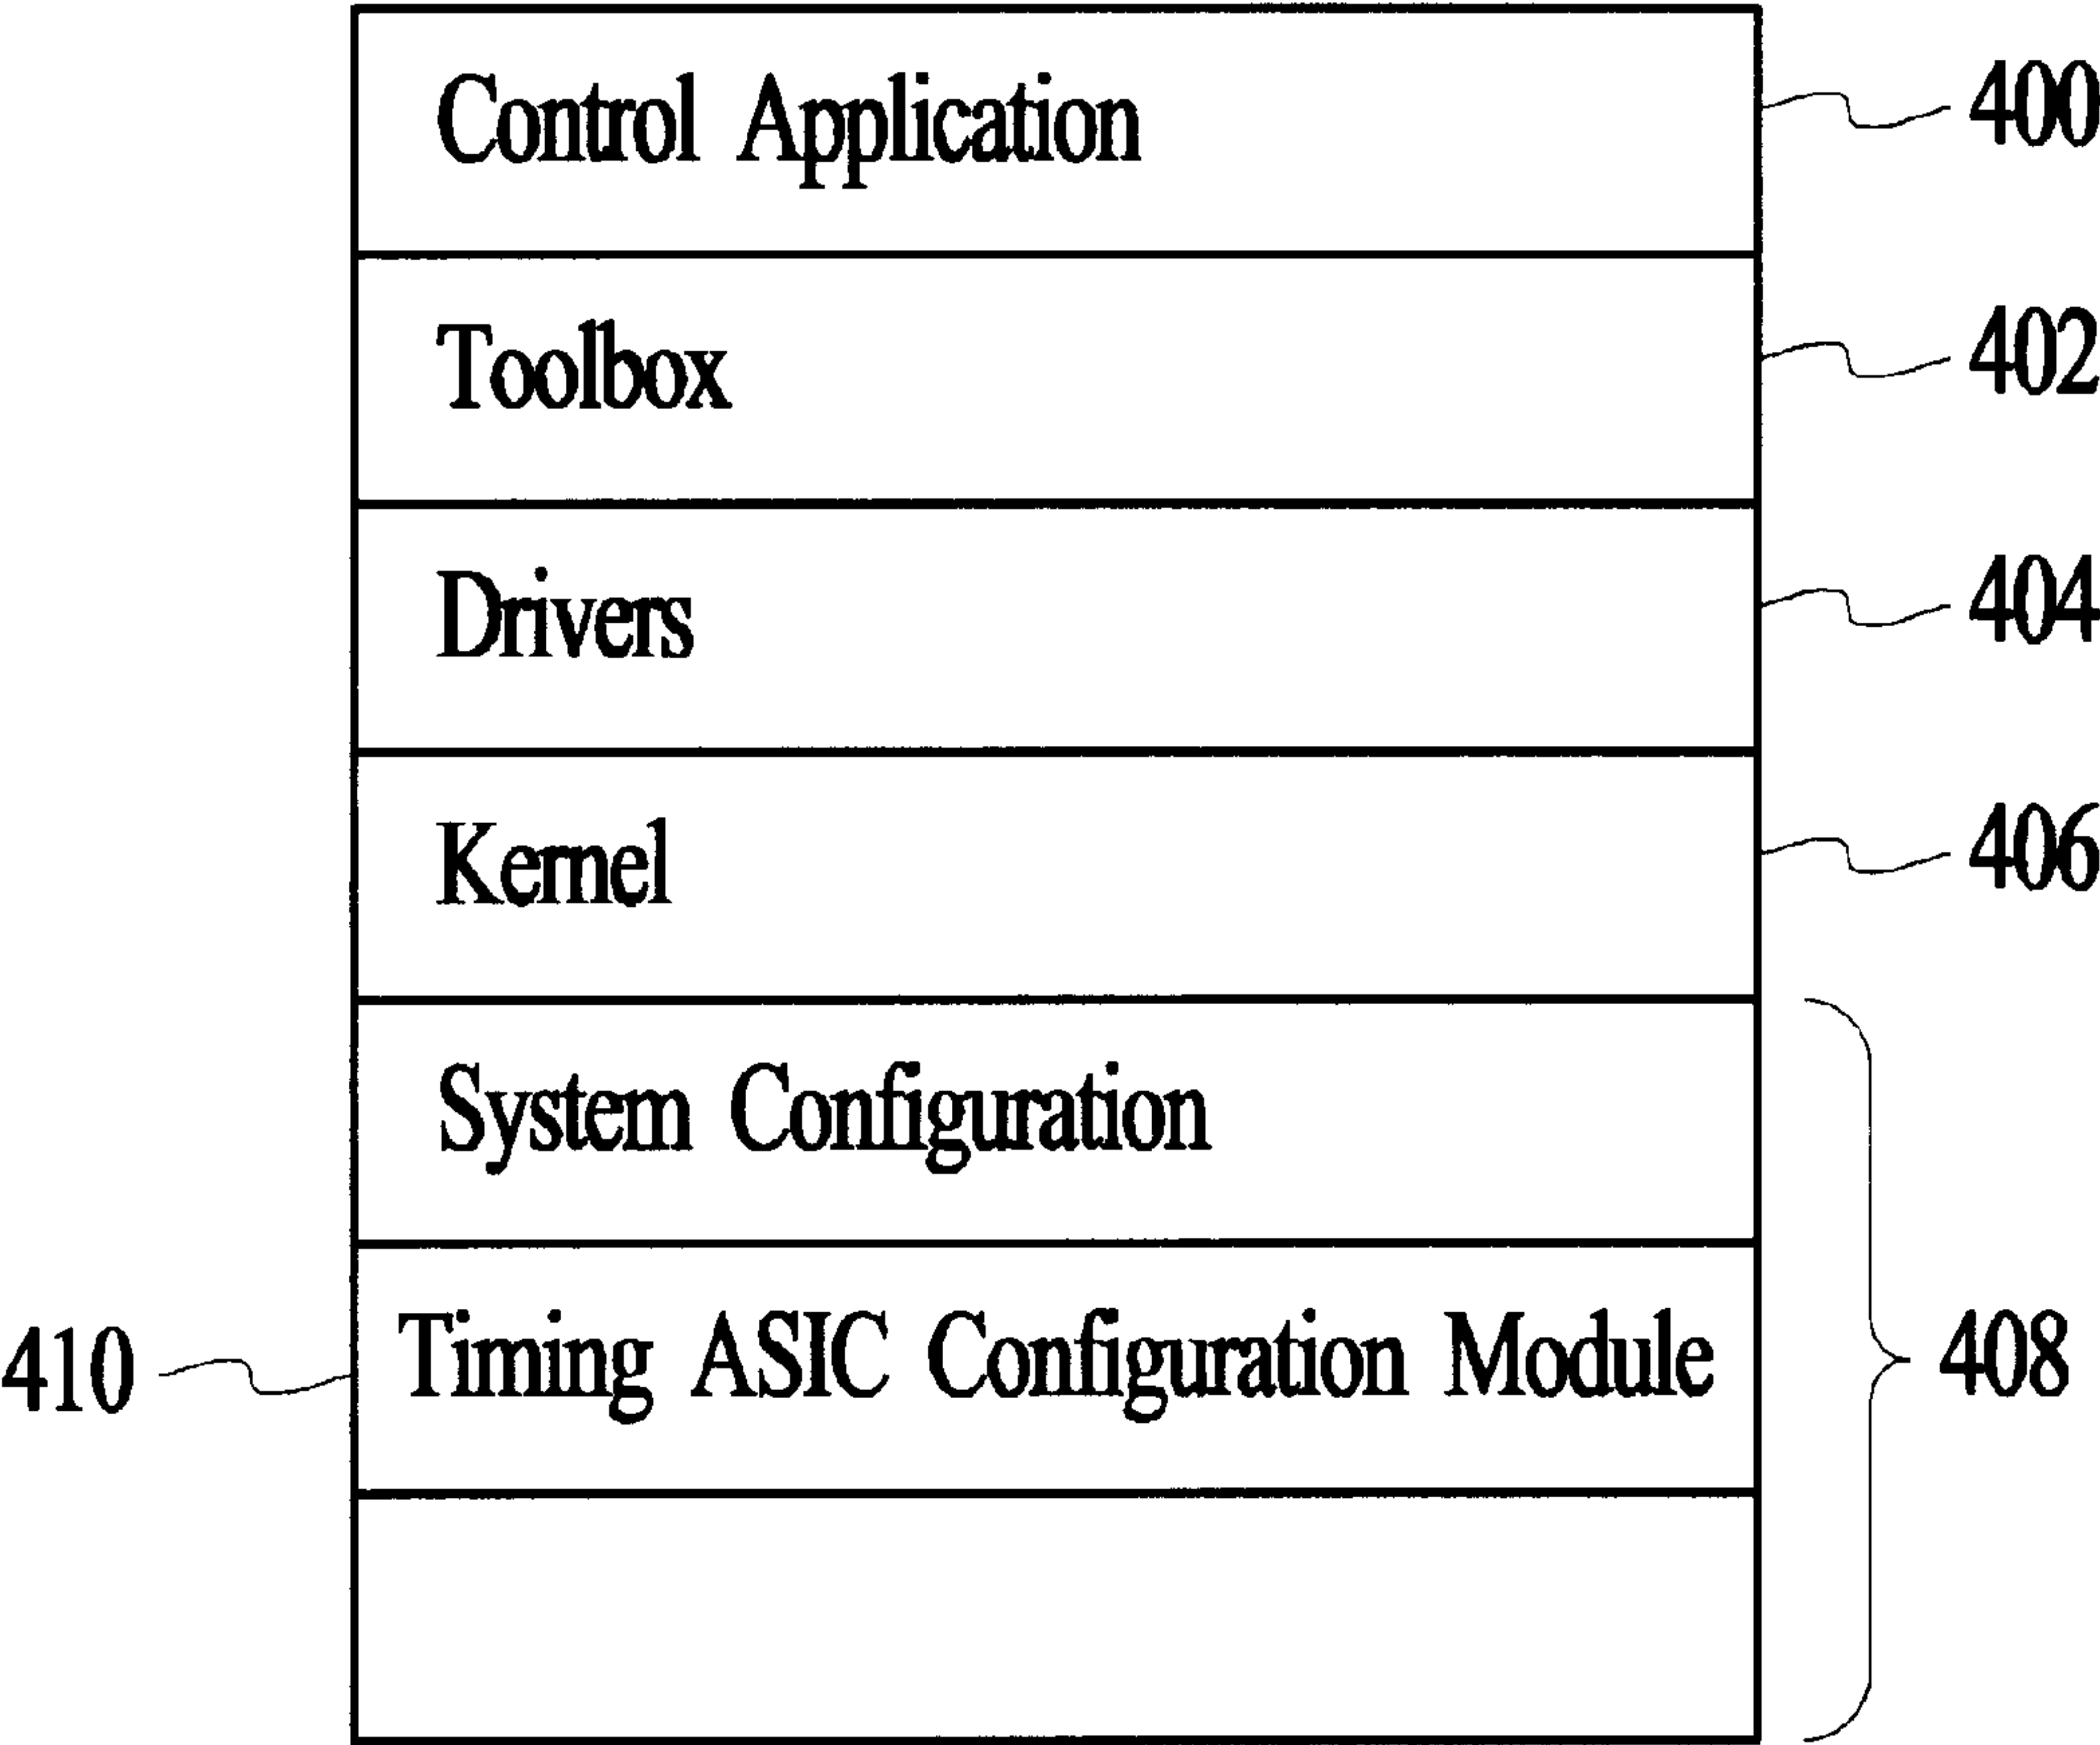 Control Application 400
Toolbox 402
Drivers 404
Kernel 406
System Configuration
410 Timing ASIC Configuration Module 408